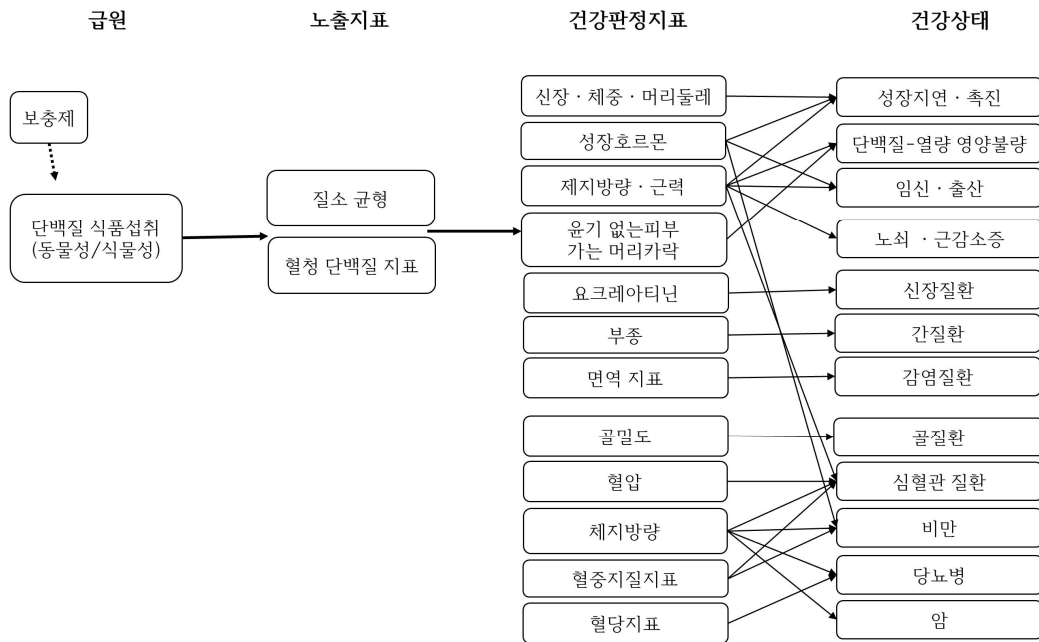 급원
노출지표
건강판정지표
건강상태
보충제
단백질 식품섭취
(동물성/식물성)
질소 균형
혈청 단백질 지표
신장 · 체중 · 머리둘레
성장호르몬
제지방량 · 근력
윤기 없는피부
가는 머리카락
요크레아티닌
부종
면역 지표
골밀도
혈압
체지방량
혈중지질지표
혈당지표
성장지연 · 촉진
단백질-열량 영양불량
임신 · 출산
노쇠 · 근감소증
신장질환
간질환
감염질환
골질환
심혈관 질환
비만
당뇨병
암